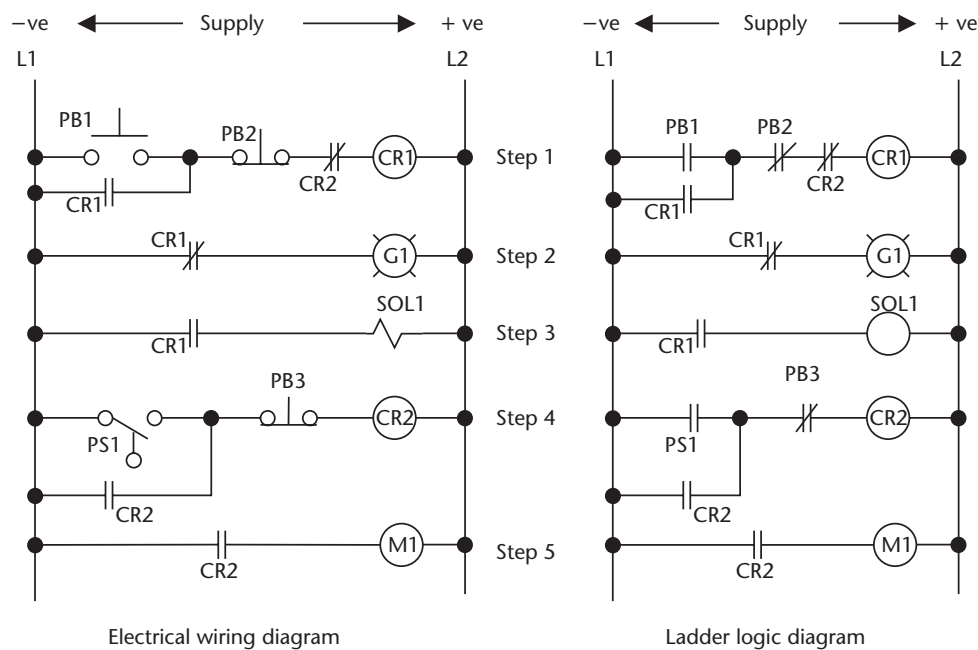 −ve Supply + ve −ve Supply + ve
L1 L2 L1 L2
PB1 PB2 CR2 CR1 Step 1 PB1 PB2 CR2 CR1
CR1 CR1
CR1 G1 Step 2 CR1 G1
SOL1 SOL1
CR1 Step 3 CR1
PB3 PB3
PS1 CR2 Step 4 PS1 CR2
CR2 CR2
M1 Step 5 M1
CR2 CR2
Electrical wiring diagram Ladder logic diagram